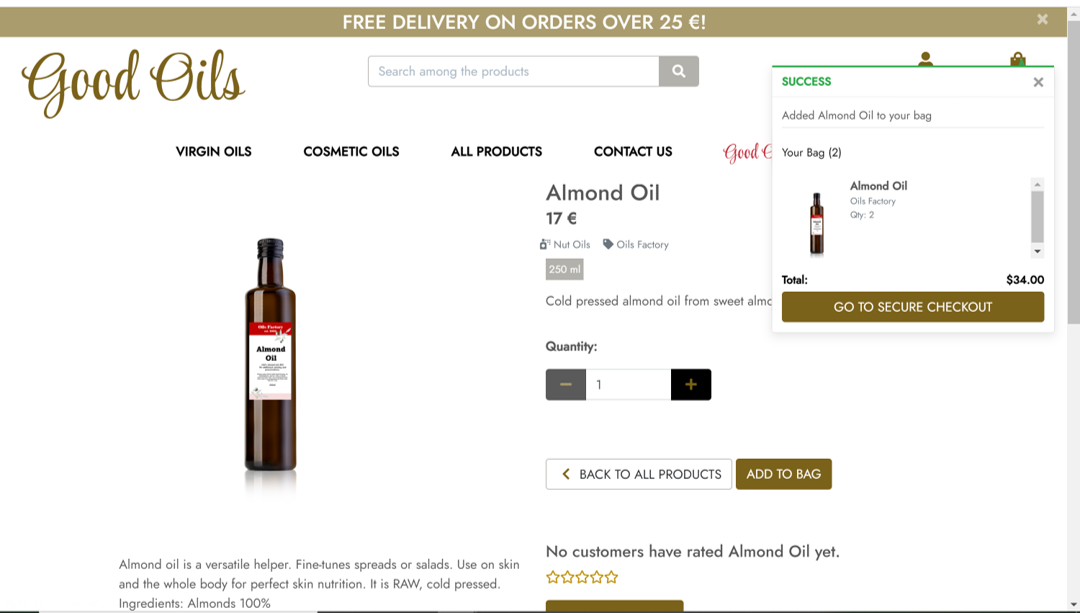 FREE DELIVERY ON ORDERS OVER 25 €!
Good Oils
Search among the products
VIRGIN OILS
COSMETIC OILS
ALL PRODUCTS
CONTACT US
Good
SUCCESS
Added Almond Oil to your bag
Your Bag (2)
Almond Oil
Oils Factory
Qty: 2
Total: $34.00
GO TO SECURE CHECKOUT
Almond Oil
17 €
Nut Oils Oils Factory
250 ml
Cold pressed almond oil from sweet
Quantity:
1
BACK TO ALL PRODUCTS
ADD TO BAG
Oils Factory
Almond
Oil
Almond oil is a versatile helper. Fine-tunes spreads or salads. Use on skin
and the whole body for perfect skin nutrition. It is RAW, cold pressed.
Ingredients: Almonds 100%
No customers have rated Almond Oil yet.